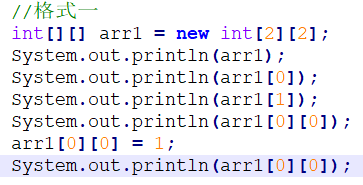 //格式一
int[][] arr1 = new int[2][2];
System.out.println(arr1);
System.out.println(arr1[0]);
System.out.println(arr1[1]);
System.out.println(arr1[0][0]);
arr1[0][0] = 1;
System.out.println(arr1[0][0]);